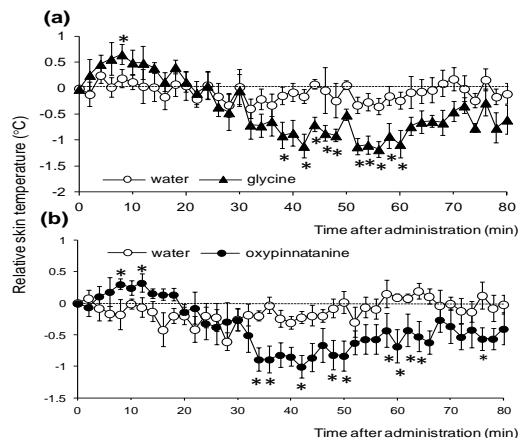 (a)
Relative skin temperature (°C)
1.5
1
0.5
0
-0.5
-1
-1.5
-2
* * * * * * * * * * *
water glycine
0 10 20 30 40 50 60 70 80
Time after administration (min)
(b)
water oxypinnatanine
1
0.5
0
-0.5
-1
-1.5
* * * * * * * * * * * *
0 10 20 30 40 50 60 70 80
Time after administration (min)